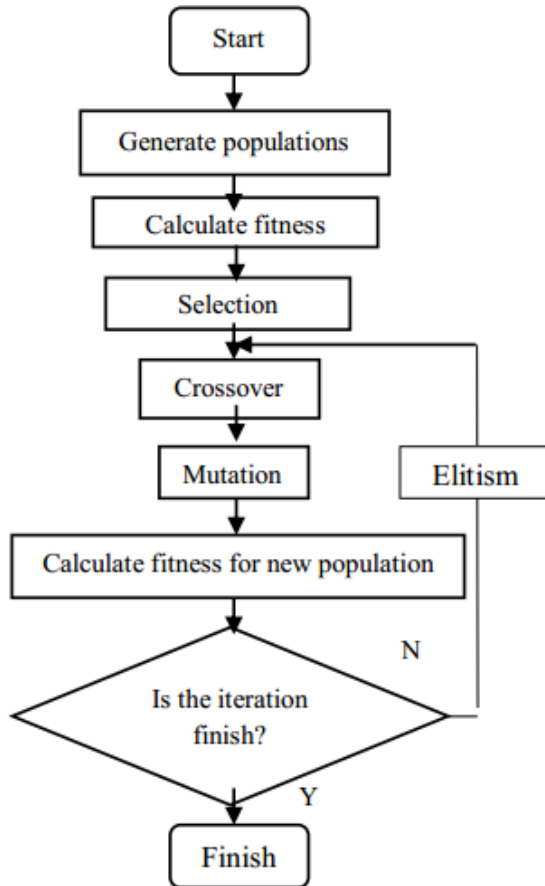 Start
Generate populations
Calculate fitness
Selection
Crossover
Mutation
Elitism
Calculate fitness for new population
N
Is the iteration
finish?
Y
Finish